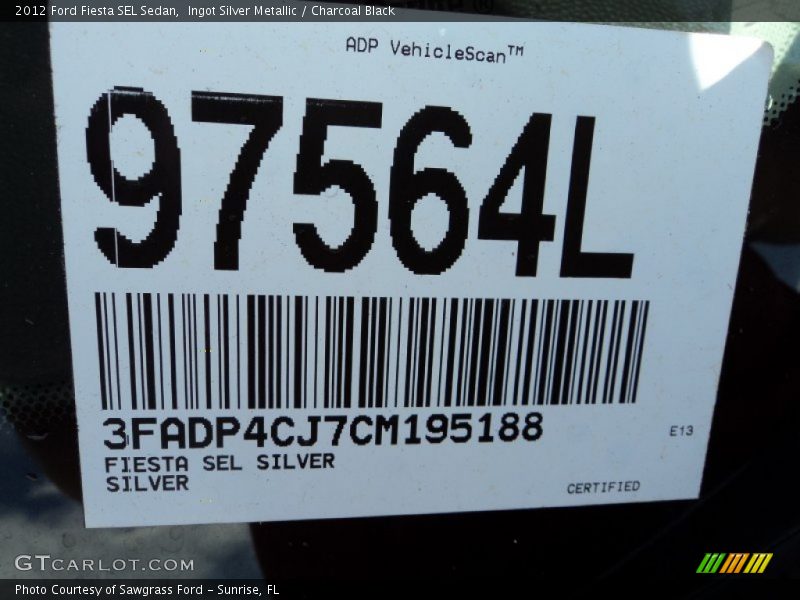 2012 Ford Fiesta SEL Sedan,  Ingot Silver Metallic / Charcoal Black
ADP VehicleScan™
97564L
3FADP4CJ7CM195188
FIESTA SEL SILVER
SILVER
E13
CERTIFIED
GTCARLOT.COM
Photo Courtesy of Sawgrass Ford - Sunrise, FL